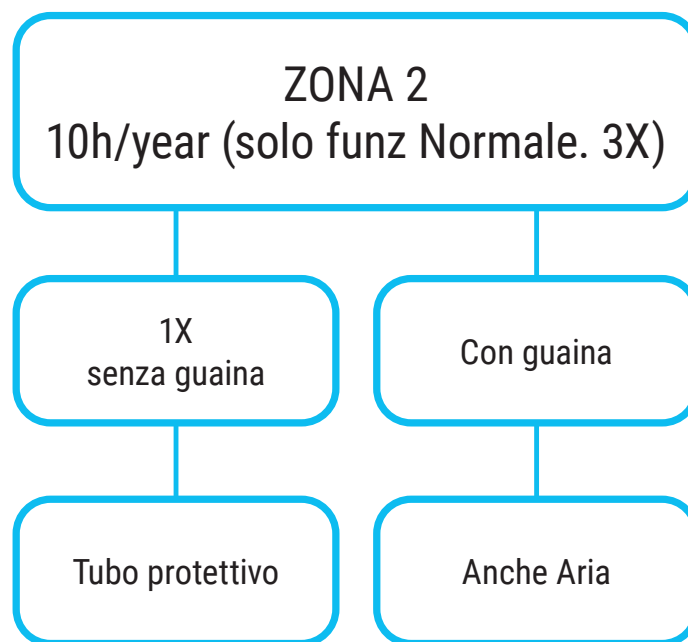 ZONA 2
10h/year (solo funz Normale. 3X)
1X
senza guaina
Con guaina
Tubo protettivo
Anche Aria